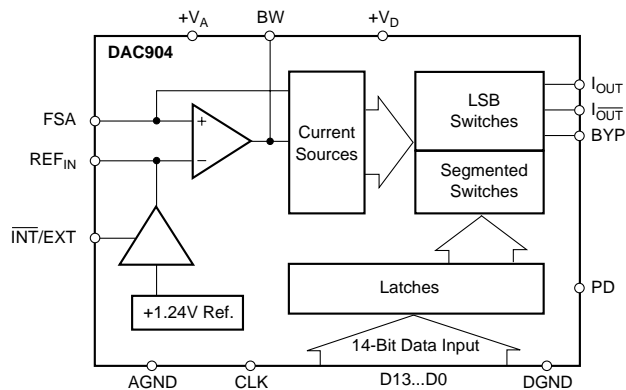 +VA
BW
+VD
DAC904
FSA
REFIN
INT/EXT
+
–
Current
Sources
LSB
Switches
Segmented
Switches
IOUT
IOUT
BYP
PD
+1.24V Ref.
Latches
14-Bit Data Input
AGND
CLK
D13...D0
DGND